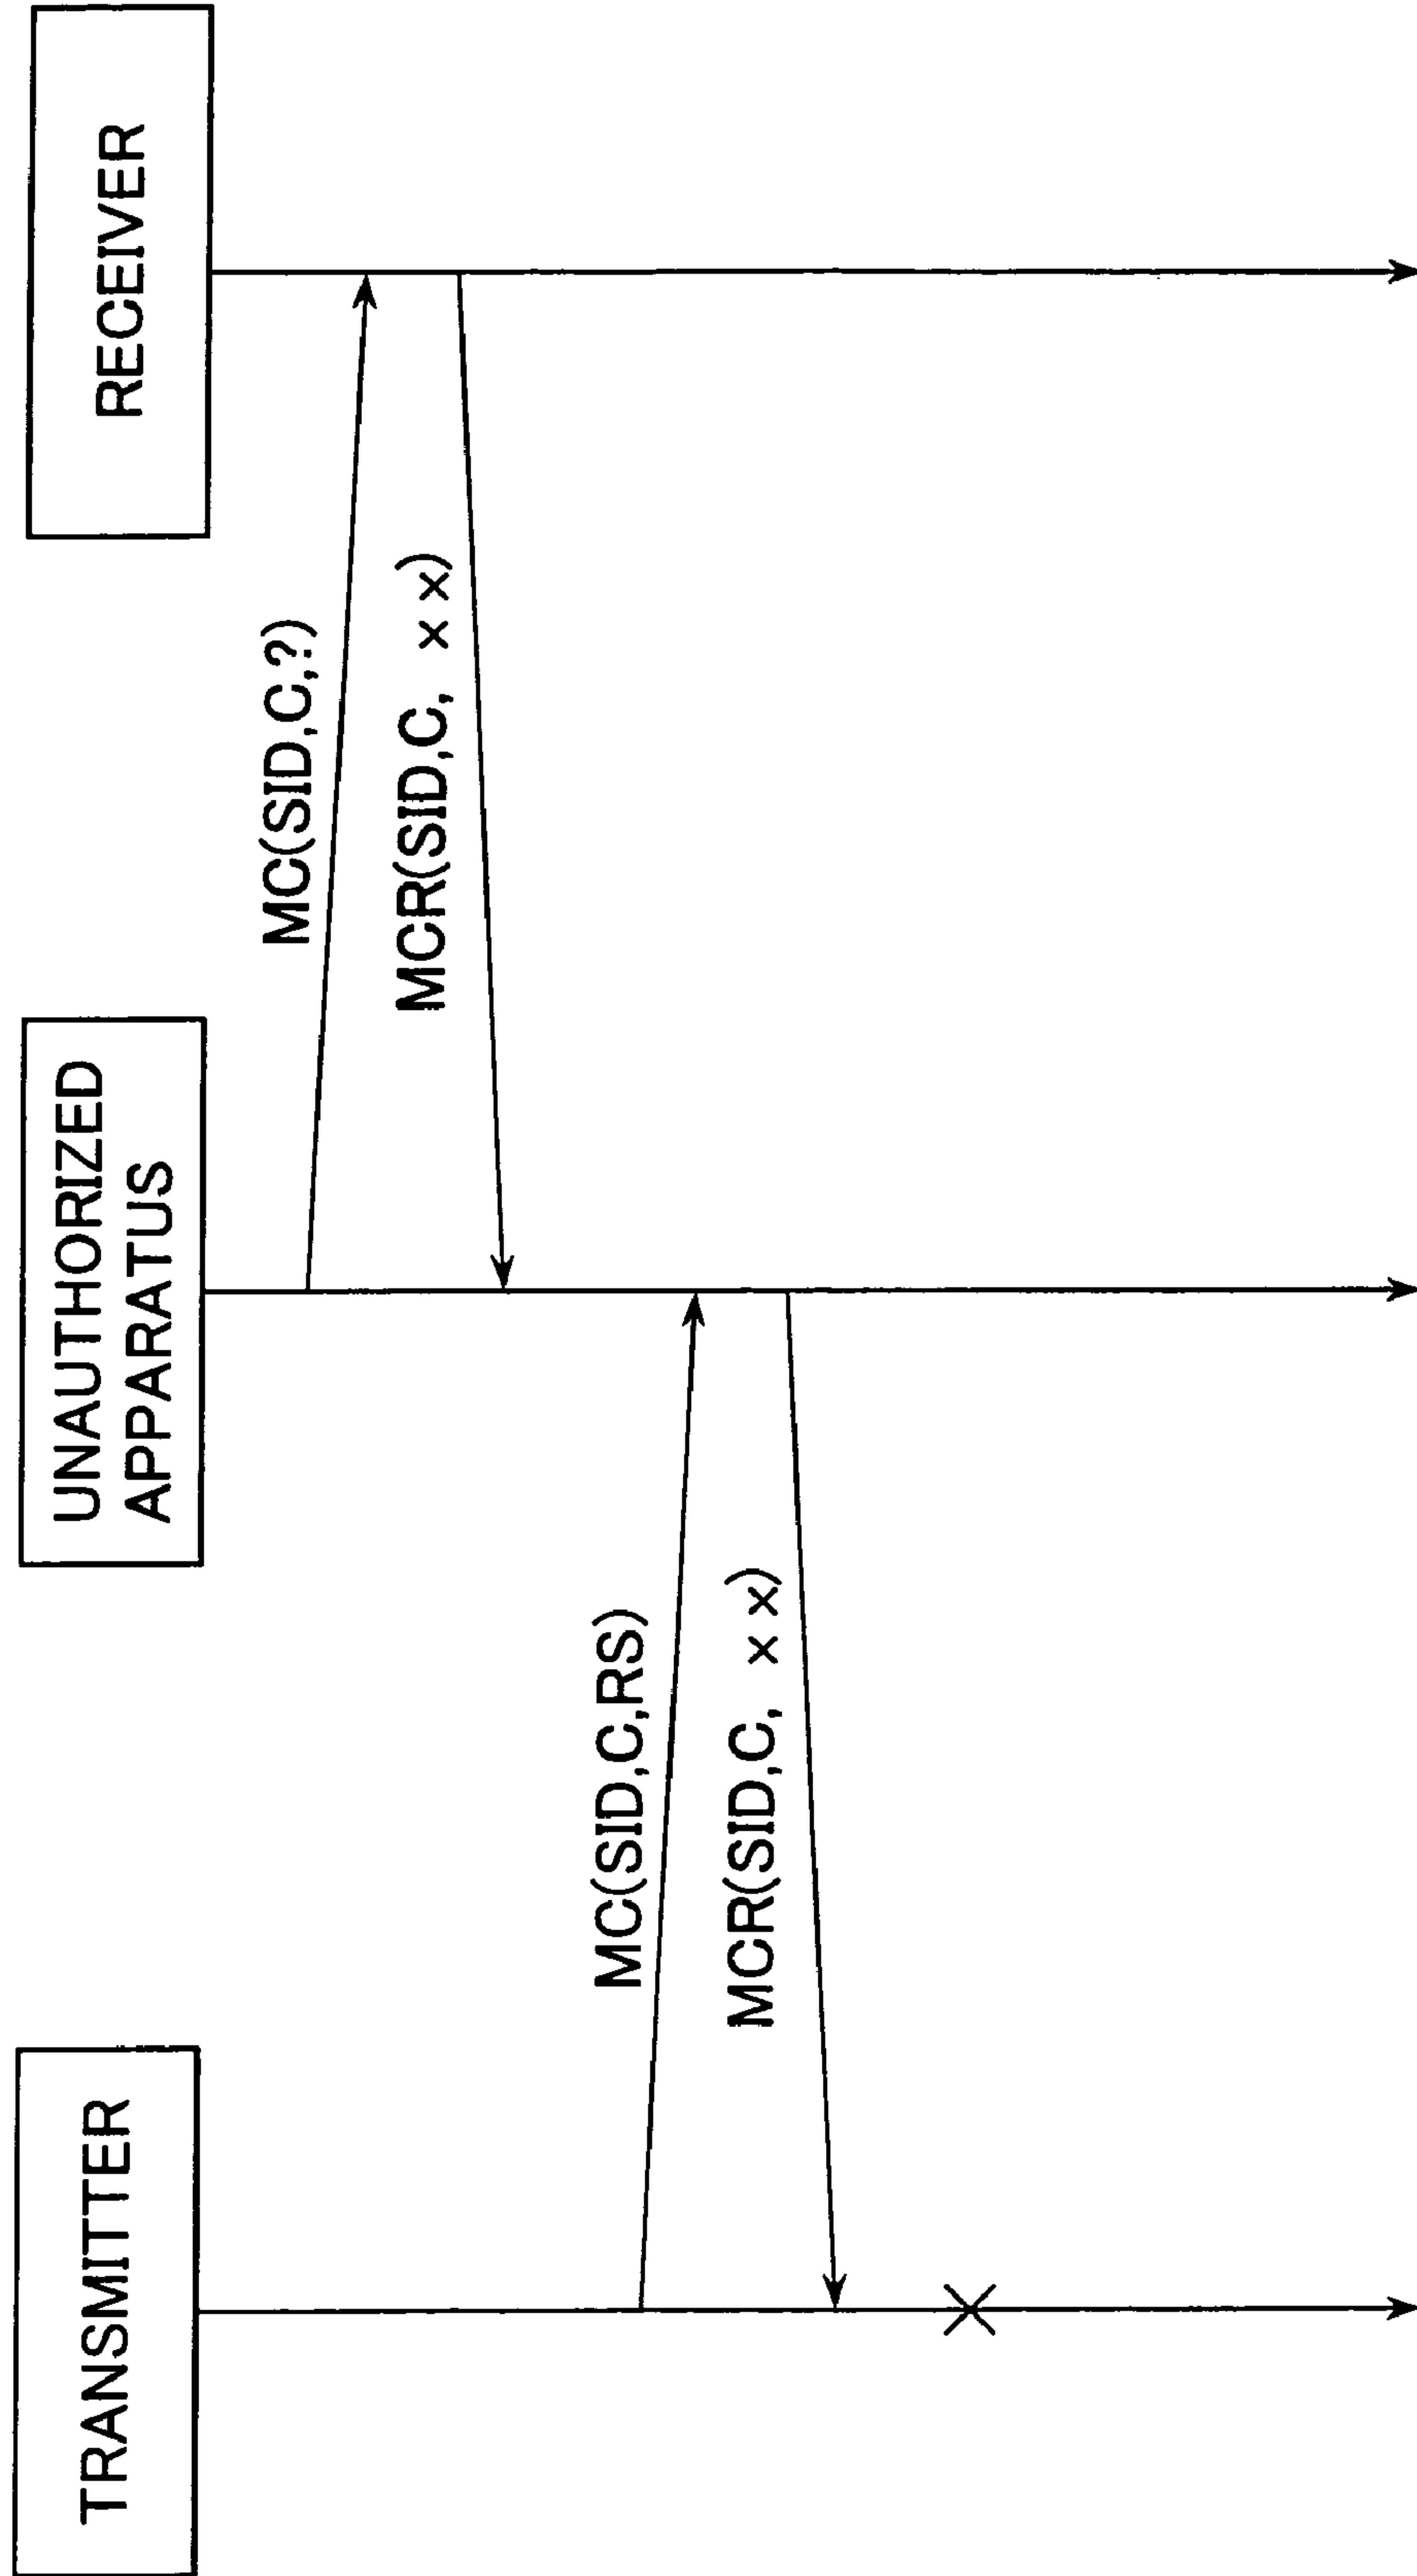 TRANSMITTER
UNAUTHORIZED
APPARATUS
RECEIVER
MC(SID,C,?)
MCR(SID,C, ××)
MC(SID,C,RS)
MCR(SID,C, ××)